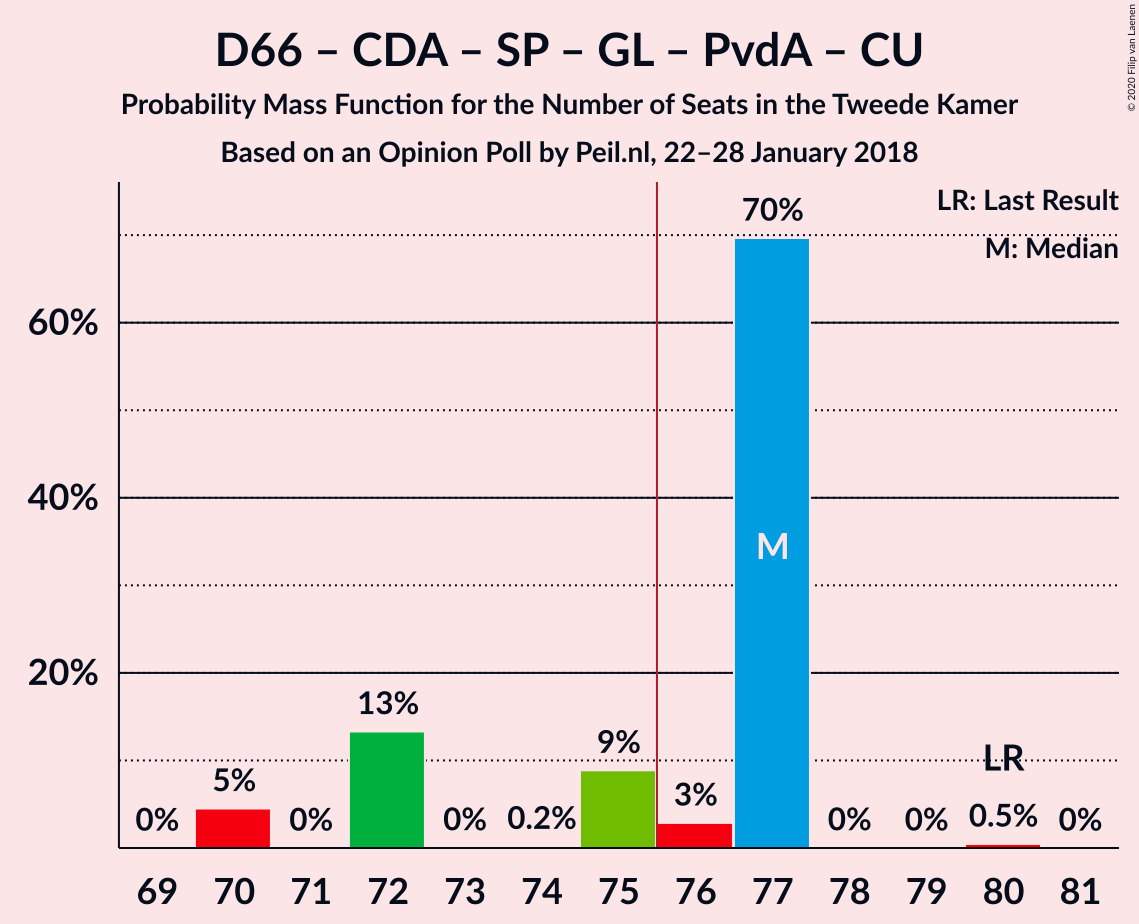 D66 – CDA – SP – GL – PvdA – CU
Probability Mass Function for the Number of Seats in the Tweede Kamer
Based on an Opinion Poll by Peil.nl, 22–28 January 2018
© 2020 Filip van Laenen
LR: Last Result
M: Median
60%
40%
20%
0%
5%
0%
13%
0%
0.2%
9%
3%
70%
M
0%
0%
LR
0.5%
0%
69 70 71 72 73 74 75 76 77 78 79 80 81